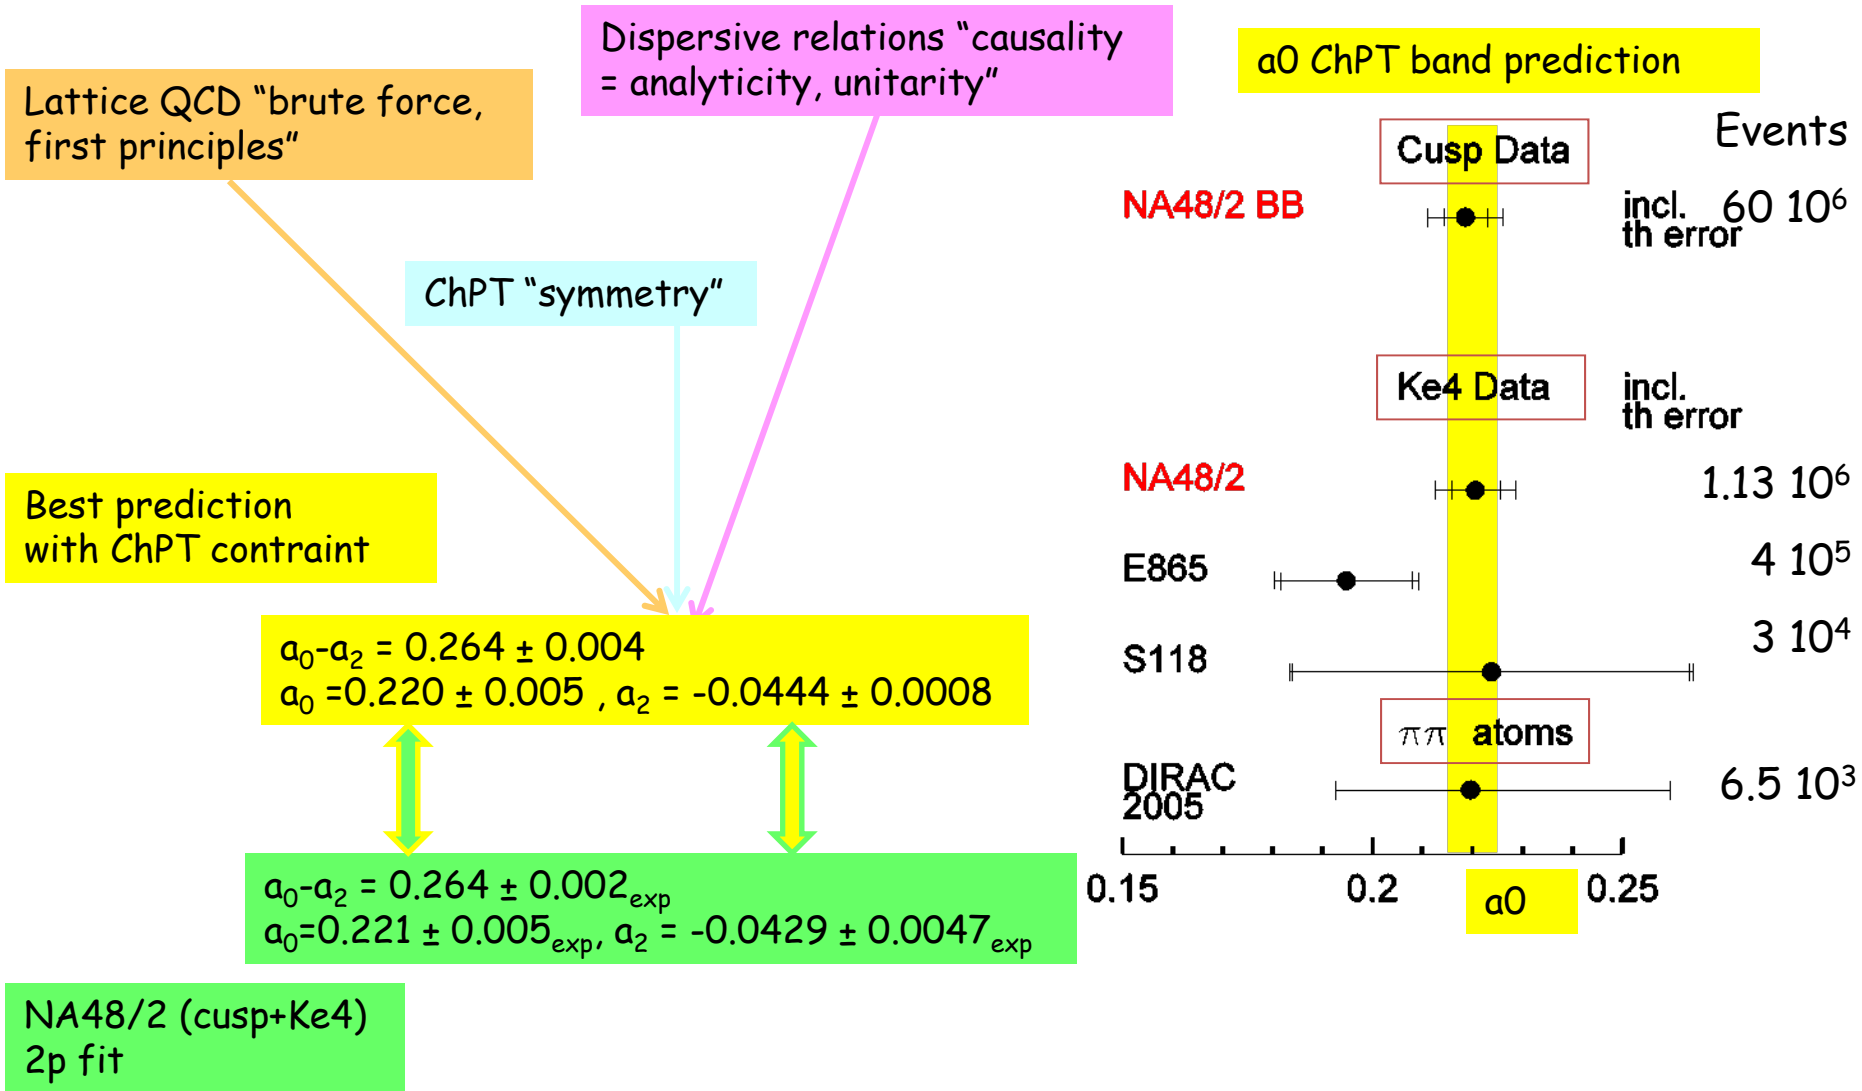 Dispersive relations “causality
= analyticity, unitarity”
Lattice QCD “brute force,
first principles”
ChPT “symmetry”
Best prediction
with ChPT contraint
a₀-a₂ = 0.264 ± 0.004
a₀ =0.220 ± 0.005 , a₂ = -0.0444 ± 0.0008
a₀-a₂ = 0.264 ± 0.002exp
a₀=0.221 ± 0.005exp, a₂ = -0.0429 ± 0.0047exp
NA48/2 (cusp+Ke4)
2p fit
a0 ChPT band prediction
Events
Cusp Data
NA48/2 BB
incl.
th error
60 10⁶
Ke4 Data
incl.
th error
NA48/2
1.13 10⁶
E865
4 10⁵
S118
3 10⁴
ππ atoms
DIRAC
2005
6.5 10³
0.15 0.2 0.25
a0